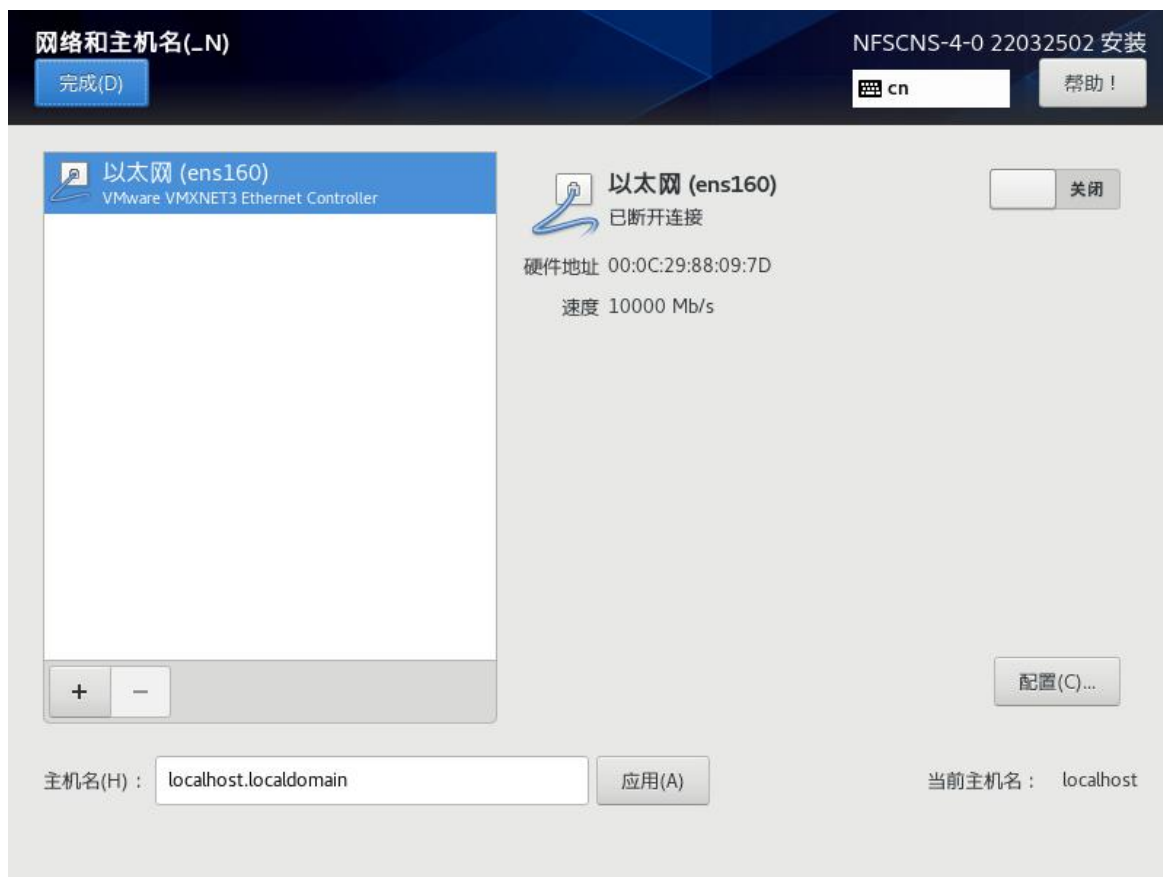 网络和主机名(_N)
NFSCNS-4-0 22032502 安装
完成(D)
cn
帮助！
以太网 (ens160)
VMware VMXNET3 Ethernet Controller
以太网 (ens160)
已断开连接
关闭
硬件地址 00:0C:29:88:09:7D
速度 10000 Mb/s
+ −
配置(C)...
主机名(H)： localhost.localdomain 应用(A) 当前主机名： localhost